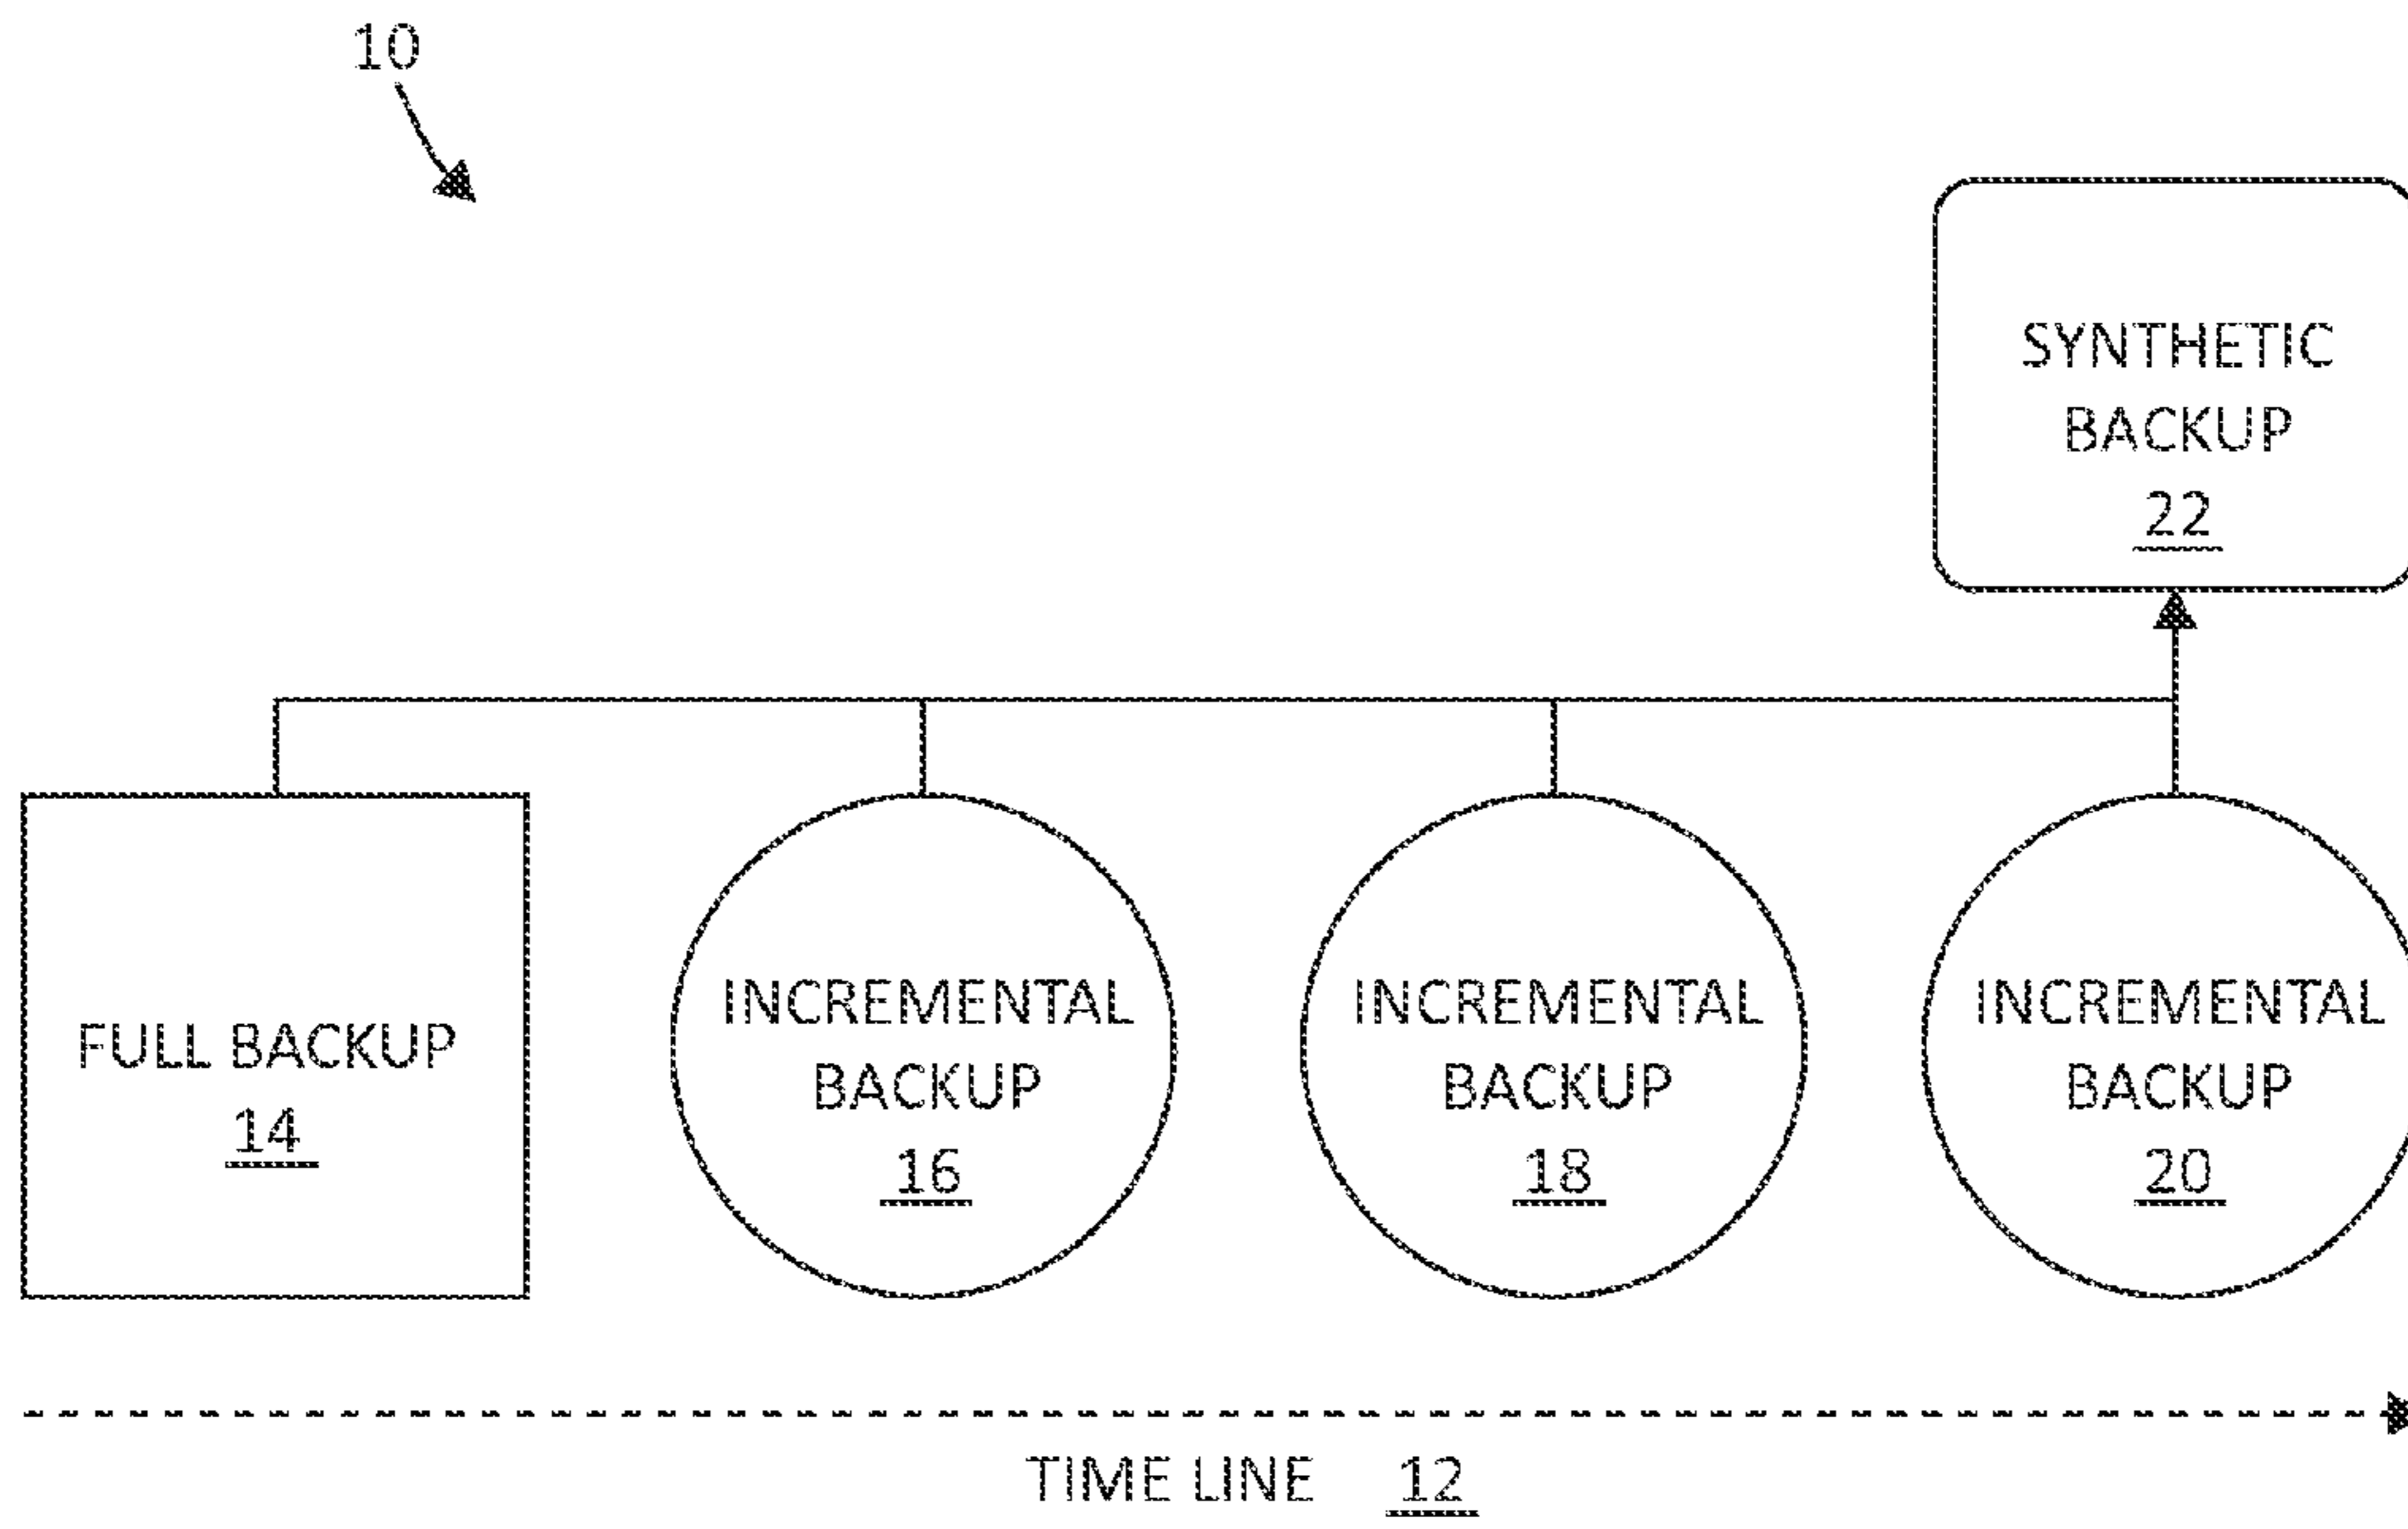 10
SYNTHETIC
BACKUP
22
FULL BACKUP
14
INCREMENTAL
BACKUP
16
INCREMENTAL
BACKUP
18
INCREMENTAL
BACKUP
20
TIME LINE 12